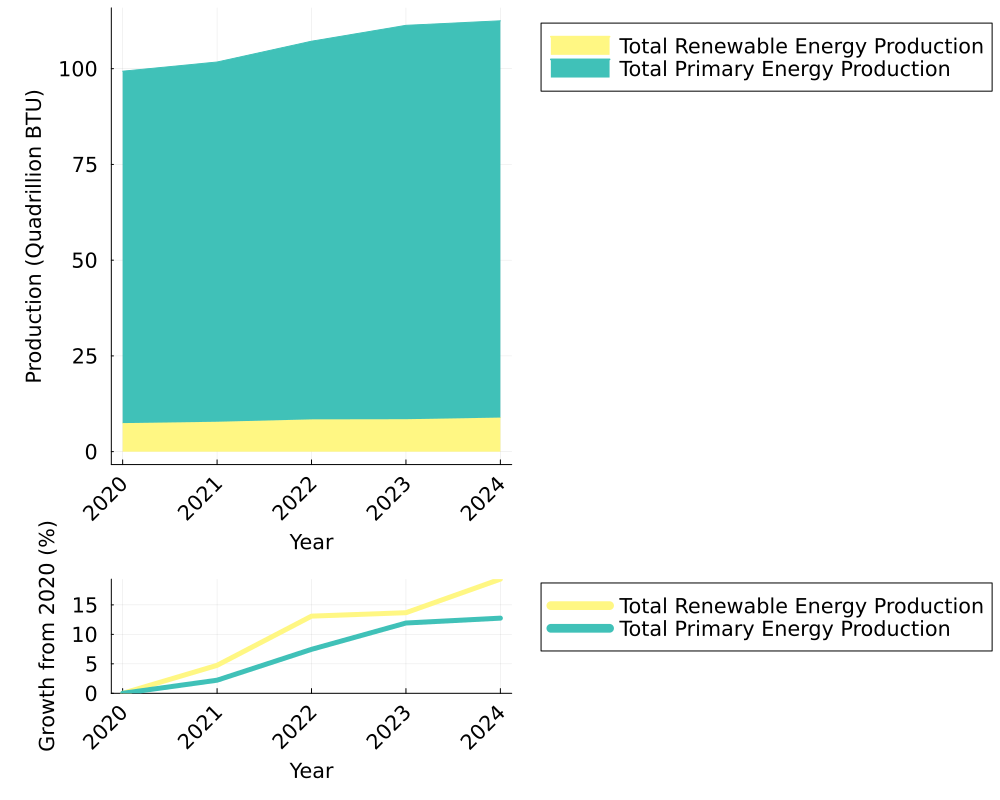 Production (Quadrillion BTU)
100
75
50
25
0
2020
2021
2022
2023
2024
Year
Total Renewable Energy Production
Total Primary Energy Production
Growth from 2020 (%)
15
10
5
0
2020
2021
2022
2023
2024
Year
Total Renewable Energy Production
Total Primary Energy Production